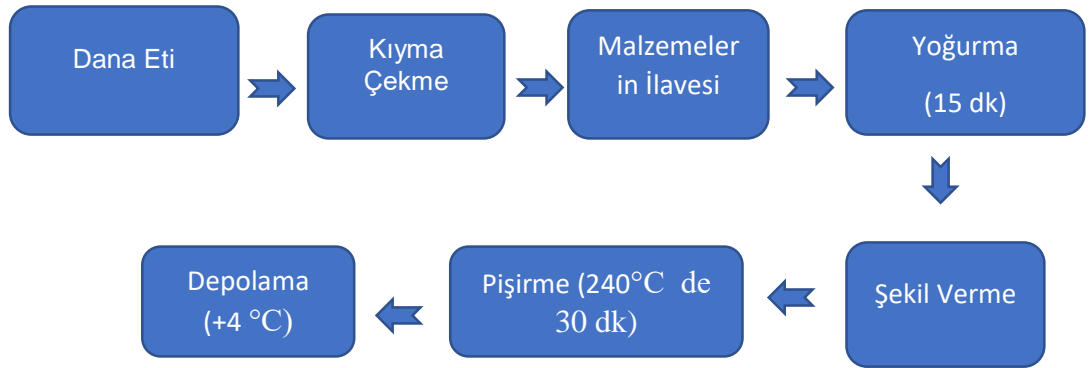 Dana Eti
Kıyma
Çekme
Malzemeler
in İlavesi
Yoğurma
(15 dk)
Şekil Verme
Pişirme (240°C de
30 dk)
Depolama
(+4 °C)